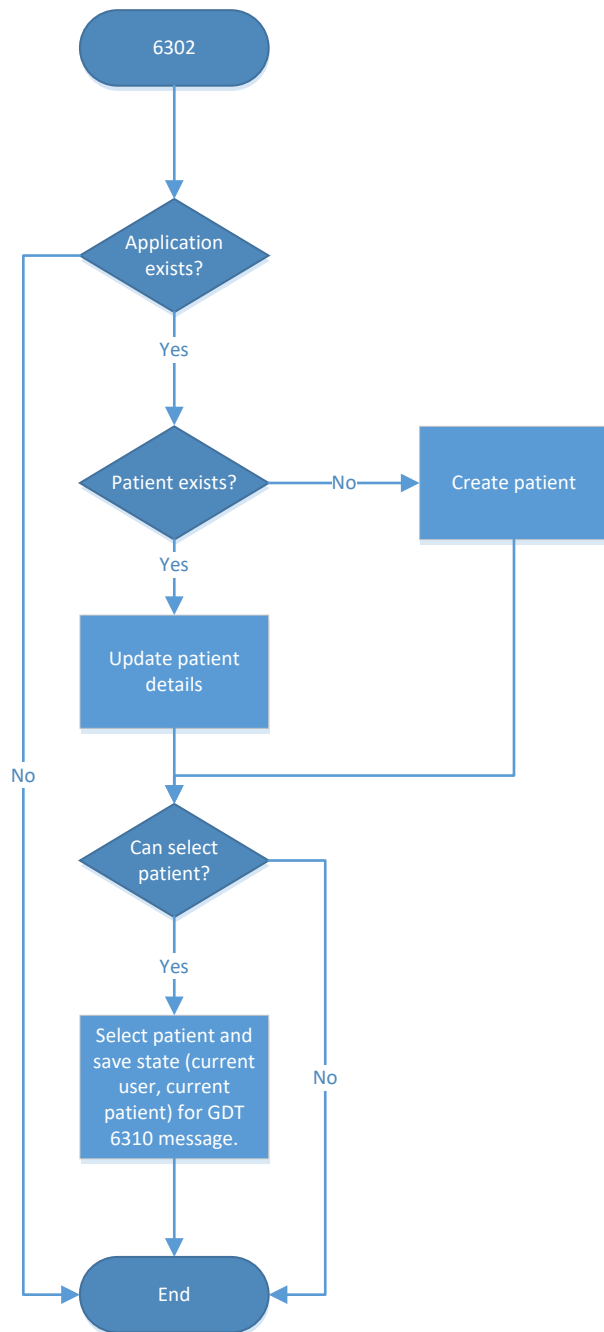 6302
Application
exists?
Yes
Patient exists?
No
Create patient
Yes
Update patient
details
No
Can select
patient?
Yes
Select patient and
save state (current
user, current
patient) for GDT
6310 message.
No
End